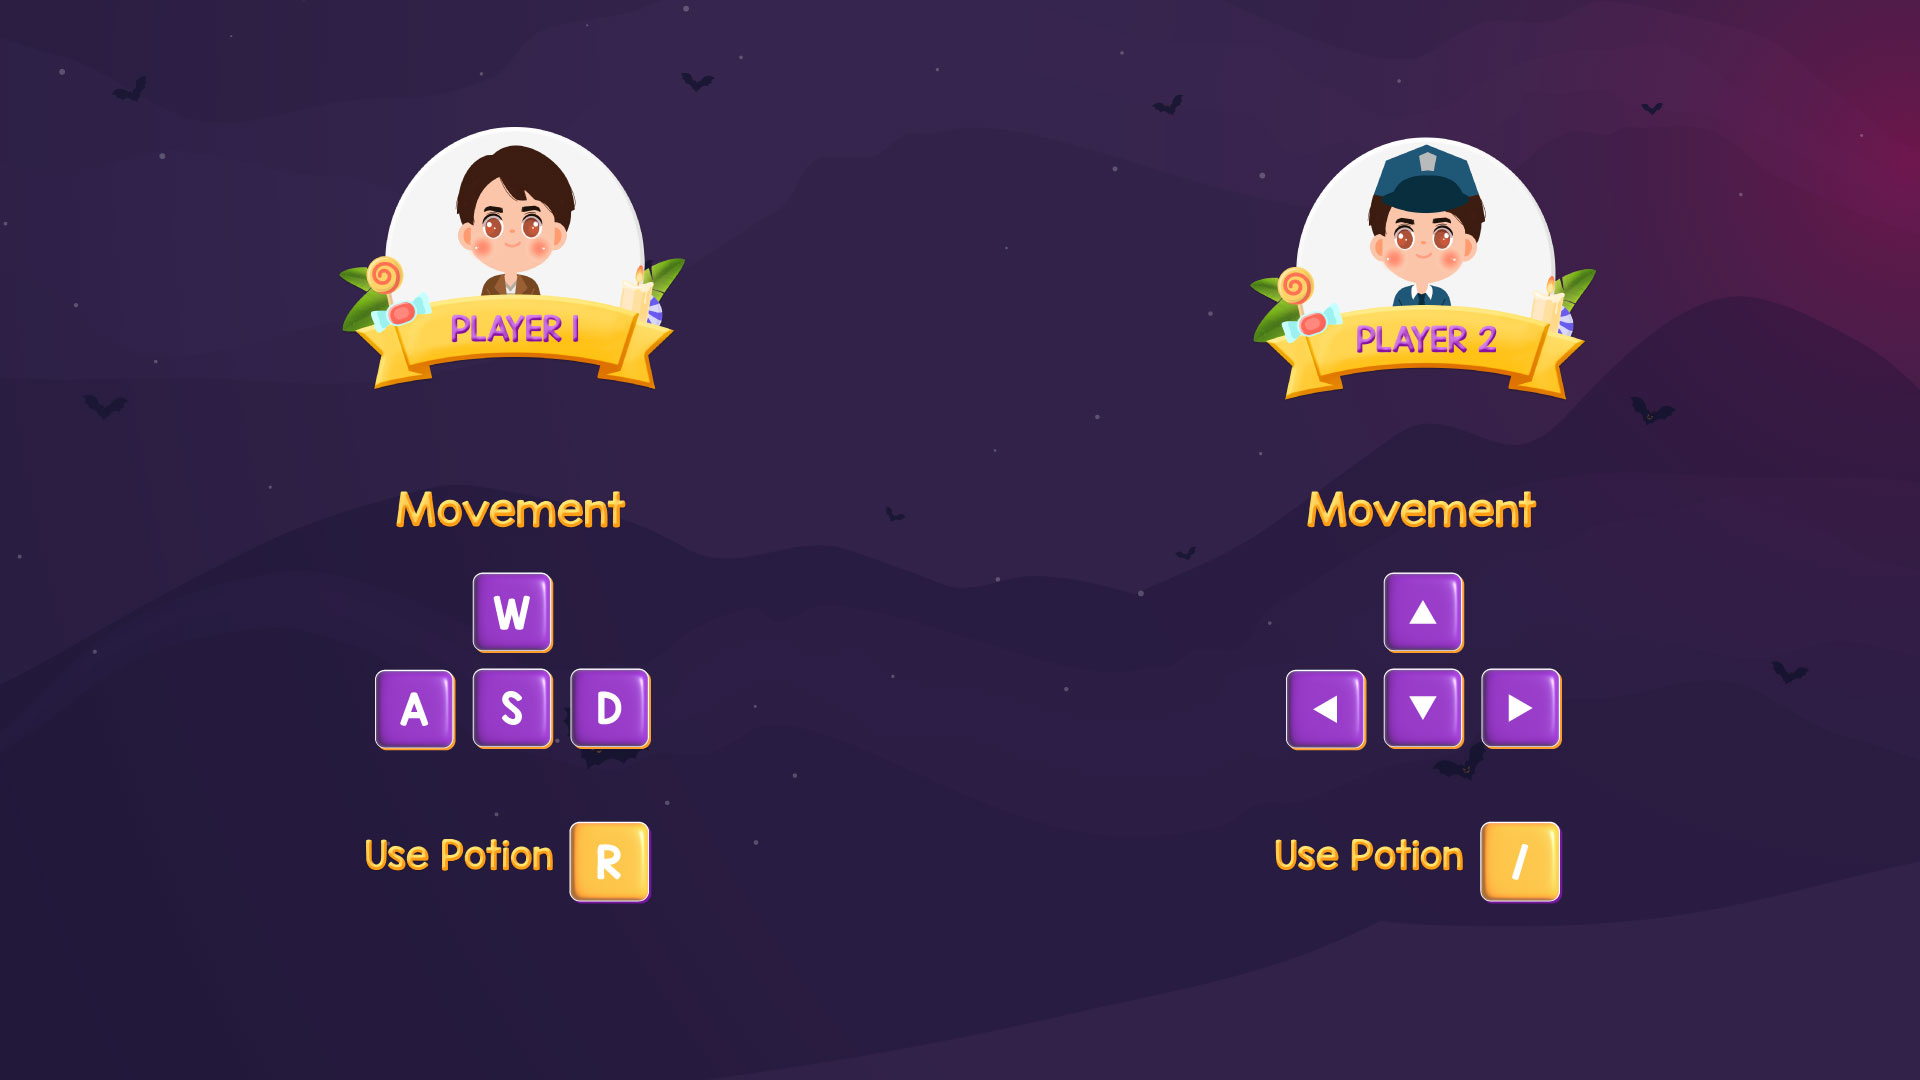 PLAYER 1
Movement
W
A S D
Use Potion R
PLAYER 2
Movement
▲
◀ ▼ ▶
Use Potion /